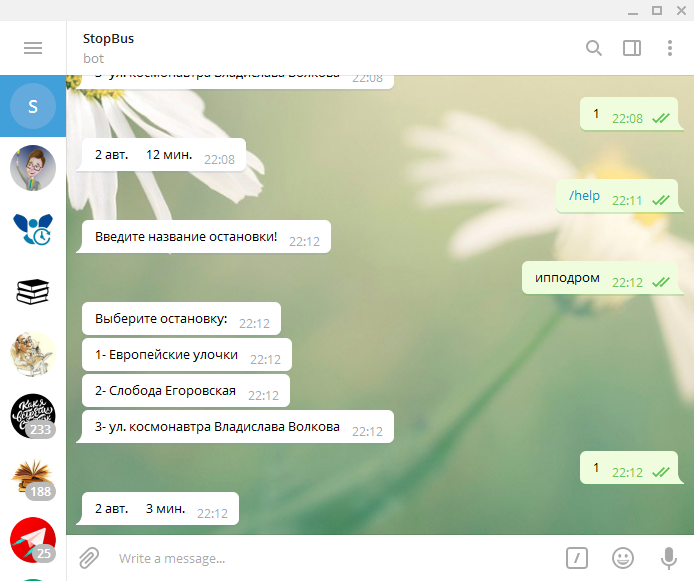 StopBus
bot
S
3- ул. космонавтра Владислава Волкова 22:08
1 22:08
2 авт. 12 мин. 22:08
/help 22:11
Введите название остановки! 22:12
ипподром 22:12
Выберите остановку: 22:12
1- Европейские улочки 22:12
2- Слобода Егоровская 22:12
3- ул. космонавтра Владислава Волкова 22:12
1 22:12
2 авт. 3 мин. 22:12
233
188
25
Write a message...